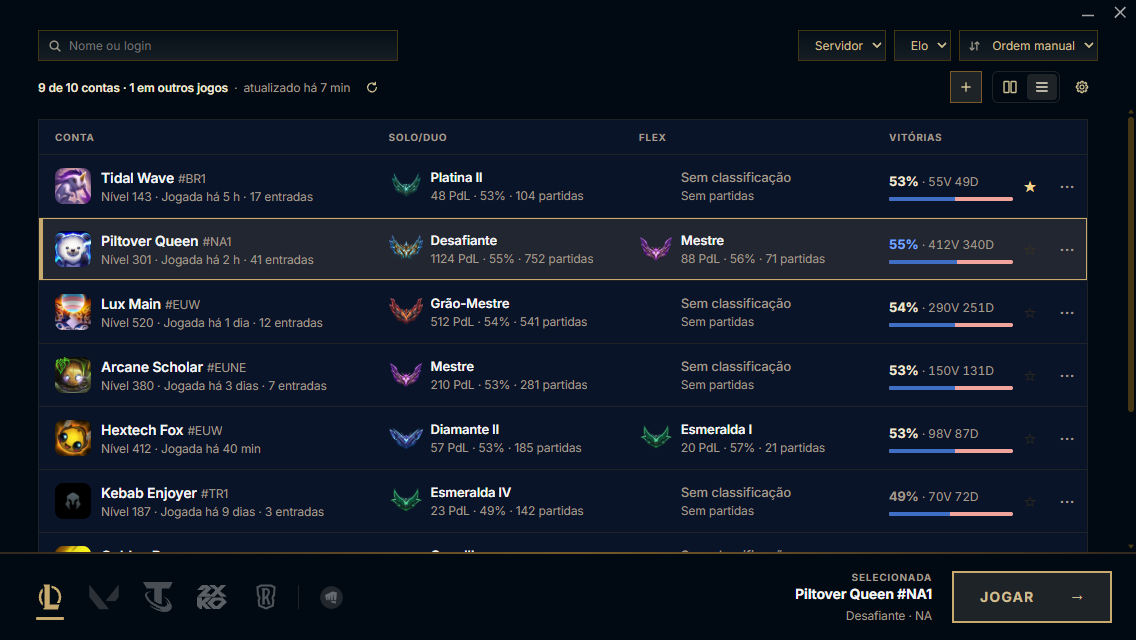 Nome ou login
Servidor
Elo
Ordem manual
9 de 10 contas · 1 em outros jogos · atualizado há 7 min
CONTA SOLO/DUO FLEX VITÓRIAS
Tidal Wave #BR1
Nível 143 · Jogada há 5 h · 17 entradas
Platina II
48 PdL · 53% · 104 partidas
Sem classificação
Sem partidas
53% · 55V 49D
Piltover Queen #NA1
Nível 301 · Jogada há 2 h · 41 entradas
Desafiante
1124 PdL · 55% · 752 partidas
Mestre
88 PdL · 56% · 71 partidas
55% · 412V 340D
Lux Main #EUW
Nível 520 · Jogada há 1 dia · 12 entradas
Grão-Mestre
512 PdL · 54% · 541 partidas
Sem classificação
Sem partidas
54% · 290V 251D
Arcane Scholar #EUNE
Nível 380 · Jogada há 3 dias · 7 entradas
Mestre
210 PdL · 53% · 281 partidas
Sem classificação
Sem partidas
53% · 150V 131D
Hextech Fox #EUW
Nível 412 · Jogada há 40 min
Diamante II
57 PdL · 53% · 185 partidas
Esmeralda I
20 PdL · 57% · 21 partidas
53% · 98V 87D
Kebab Enjoyer #TR1
Nível 187 · Jogada há 9 dias · 3 entradas
Esmeralda IV
23 PdL · 49% · 142 partidas
Sem classificação
Sem partidas
49% · 70V 72D
2XKO
SELECIONADA
Piltover Queen #NA1
Desafiante · NA
JOGAR →